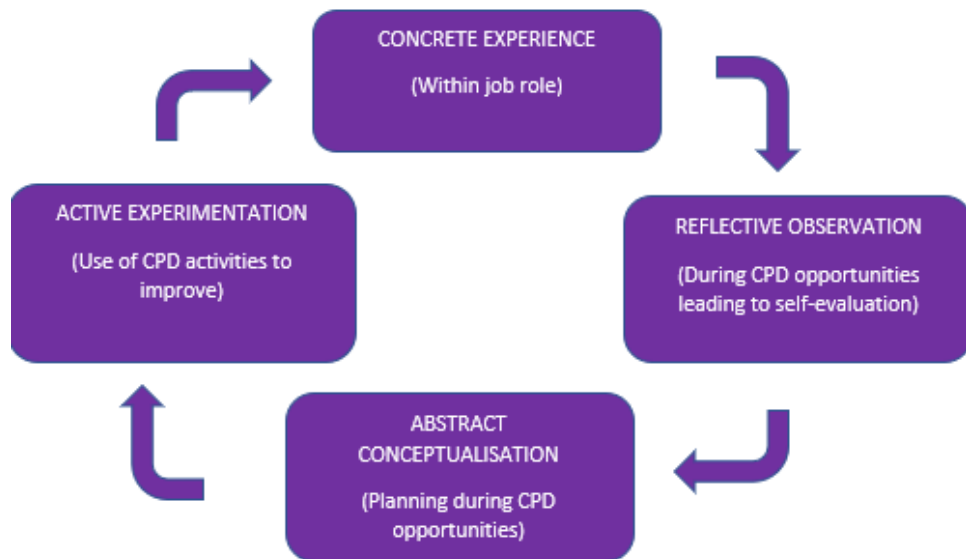 CONCRETE EXPERIENCE
(Within job role)
ACTIVE EXPERIMENTATION
(Use of CPD activities to
improve)
REFLECTIVE OBSERVATION
(During CPD opportunities
leading to self-evaluation)
ABSTRACT
CONCEPTUALISATION
(Planning during CPD
opportunities)